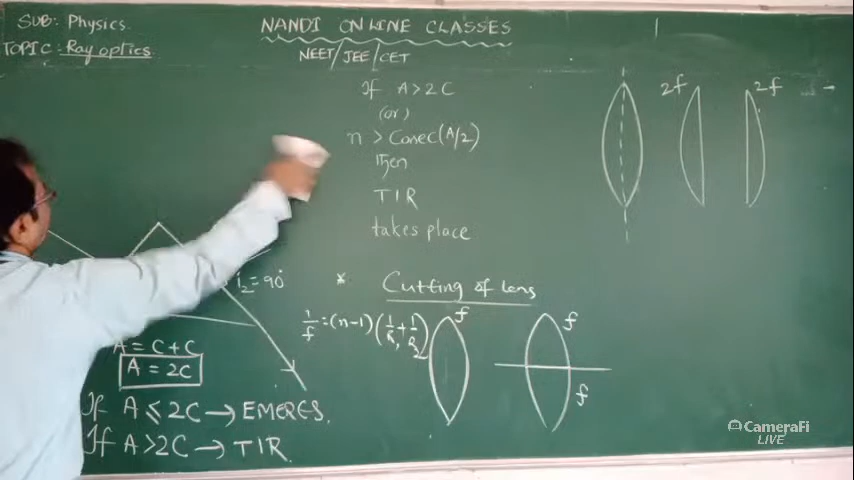 SUB: Physics
TOPIC: Ray optics
NANDI ONLINE CLASSES
NEET/JEE/CET
If A>2C
(or)
n > Cosec(A/2)
then
TIR
takes place
i₂=90°
A = C+C
A = 2C
If A ≤ 2C → EMERGES.
If A>2C → TIR.
* Cutting of lens
1/f = (n-1) (1/R₁ + 1/R₂)
f
f
f
2f
2f
CameraFi
LIVE